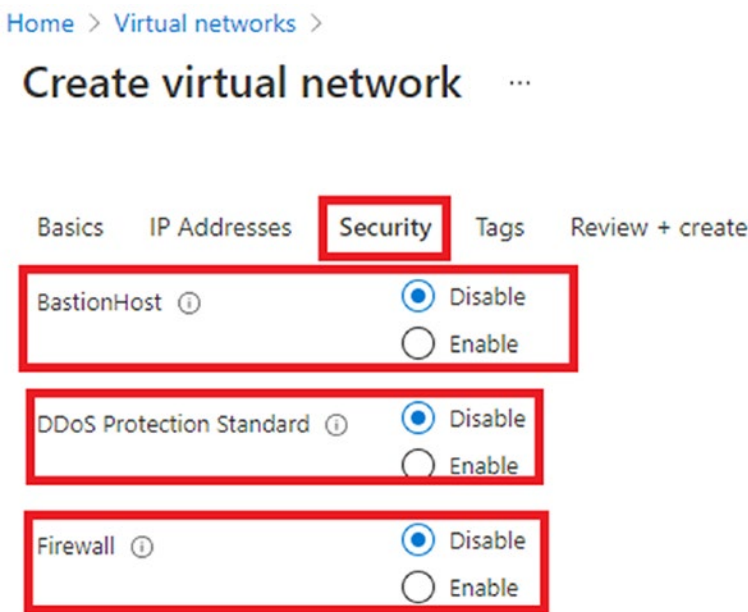 Home > Virtual networks >
Create virtual network ...
Basics IP Addresses Security Tags Review + create
BastionHost Disable
Enable
DDoS Protection Standard Disable
Enable
Firewall Disable
Enable